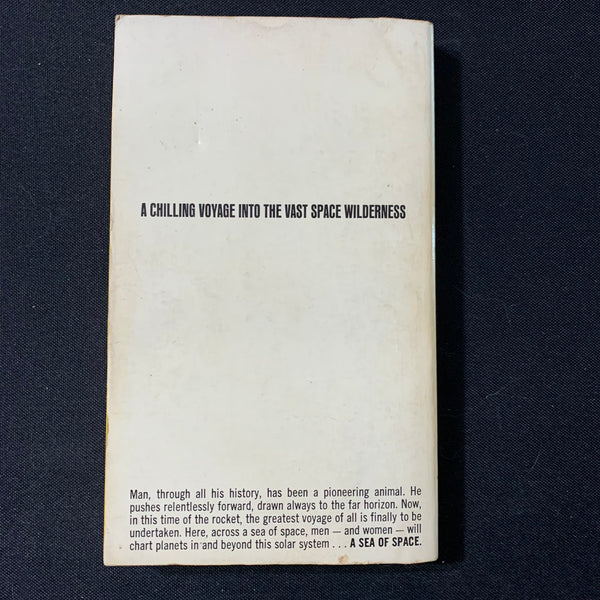 A CHILLING VOYAGE INTO THE VAST SPACE WILDERNESS
Man, through all his history, has been a pioneering animal. He
pushes relentlessly forward, drawn always to the far horizon. Now,
in this time of the rocket, the greatest voyage of all is finally to be
undertaken. Here, across a sea of space, men — and women — will
chart planets in and beyond this solar system . . . A SEA OF SPACE.